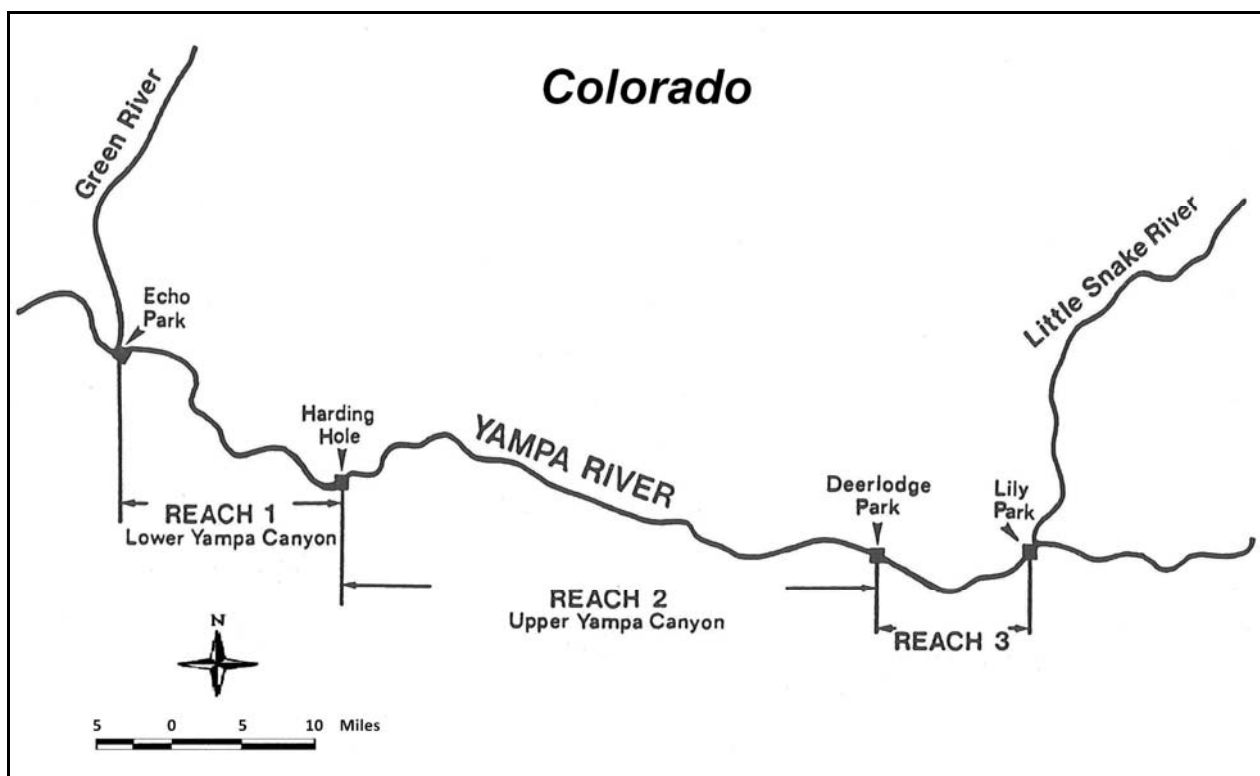 Colorado
Green River
Little Snake River
Echo
Park
Harding
Hole
YAMPA RIVER
Deerlodge
Park
Lily
Park
REACH 1
Lower Yampa Canyon
REACH 2
Upper Yampa Canyon
REACH 3
N
5 0 5 10 Miles